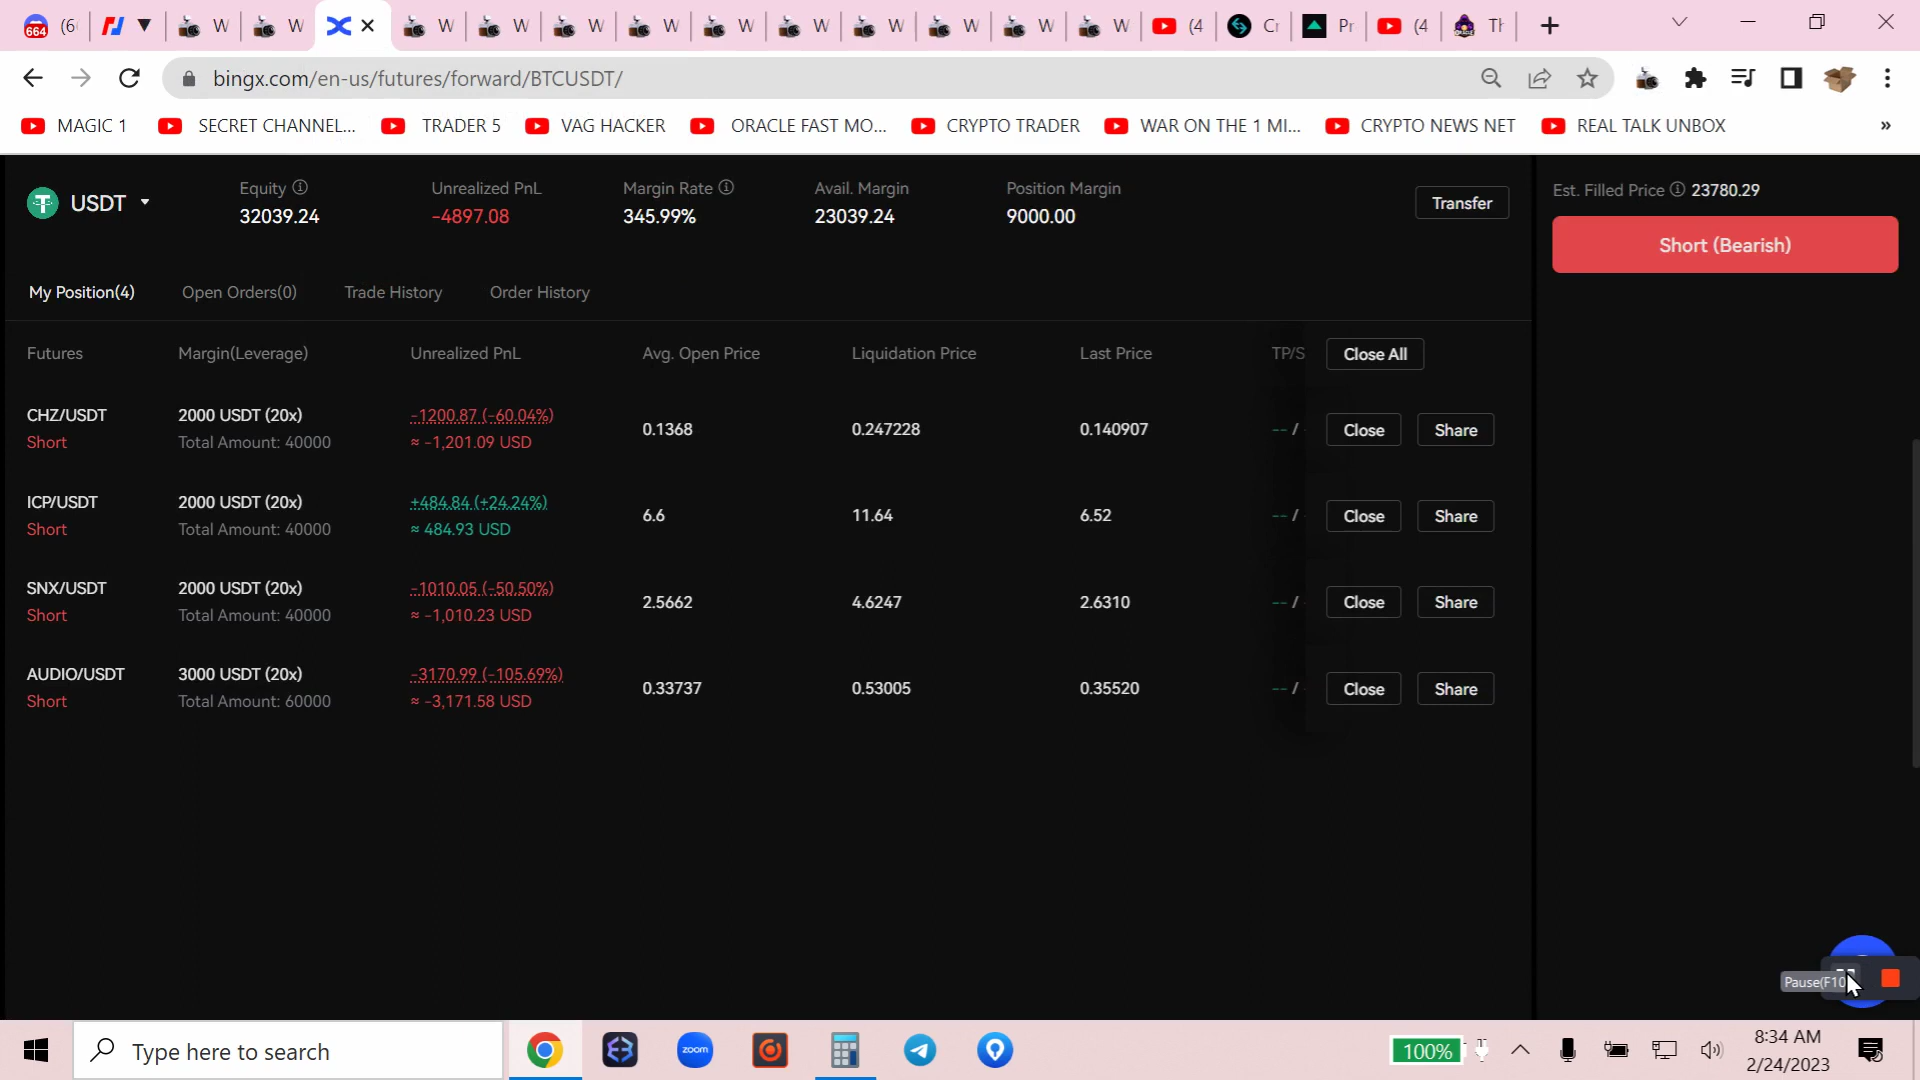 664 (6 W W W W W W W W W W W W (4 Cr Pr (4 Th
bingx.com/en-us/futures/forward/BTCUSDT/
MAGIC 1 SECRET CHANNEL... TRADER 5 VAG HACKER ORACLE FAST MO... CRYPTO TRADER WAR ON THE 1 MI... CRYPTO NEWS NET REAL TALK UNBOX »
USDT
Equity Unrealized PnL Margin Rate Avail. Margin Position Margin
32039.24 -4897.08 345.99% 23039.24 9000.00
Transfer
Est. Filled Price 23780.29
Short (Bearish)
My Position(4) Open Orders(0) Trade History Order History
Futures Margin(Leverage) Unrealized PnL Avg. Open Price Liquidation Price Last Price TP/S Close All
CHZ/USDT 2000 USDT (20x) -1200.87 (-60.04%) 0.1368 0.247228 0.140907 -- / Close Share
Short Total Amount: 40000 ≈ -1,201.09 USD
ICP/USDT 2000 USDT (20x) +484.84 (+24.24%) 6.6 11.64 6.52 -- / Close Share
Short Total Amount: 40000 ≈ 484.93 USD
SNX/USDT 2000 USDT (20x) -1010.05 (-50.50%) 2.5662 4.6247 2.6310 -- / Close Share
Short Total Amount: 40000 ≈ -1,010.23 USD
AUDIO/USDT 3000 USDT (20x) -3170.99 (-105.69%) 0.33737 0.53005 0.35520 -- / Close Share
Short Total Amount: 60000 ≈ -3,171.58 USD
Pause(F10
Type here to search
zoom
100%
8:34 AM
2/24/2023